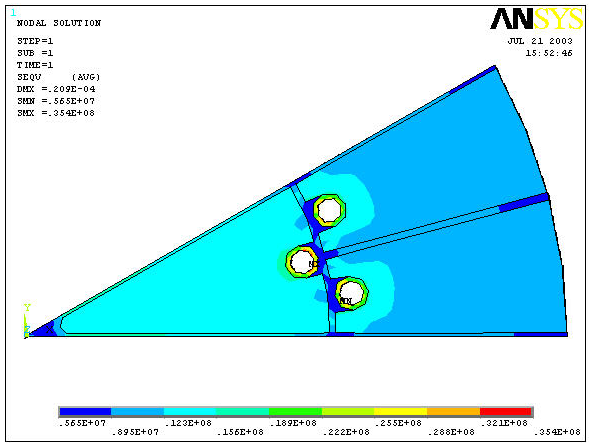 1
NODAL SOLUTION
ANSYS
STEP=1
SUB =1
TIME=1
SEQV (AVG)
DMX =.209E-04
SMN =.565E+07
SMX =.354E+08
JUL 21 2003
15:52:46
MX
MN
Y
Z X
.565E+07 .123E+08 .189E+08 .255E+08 .321E+08
.895E+07 .156E+08 .222E+08 .288E+08 .354E+08